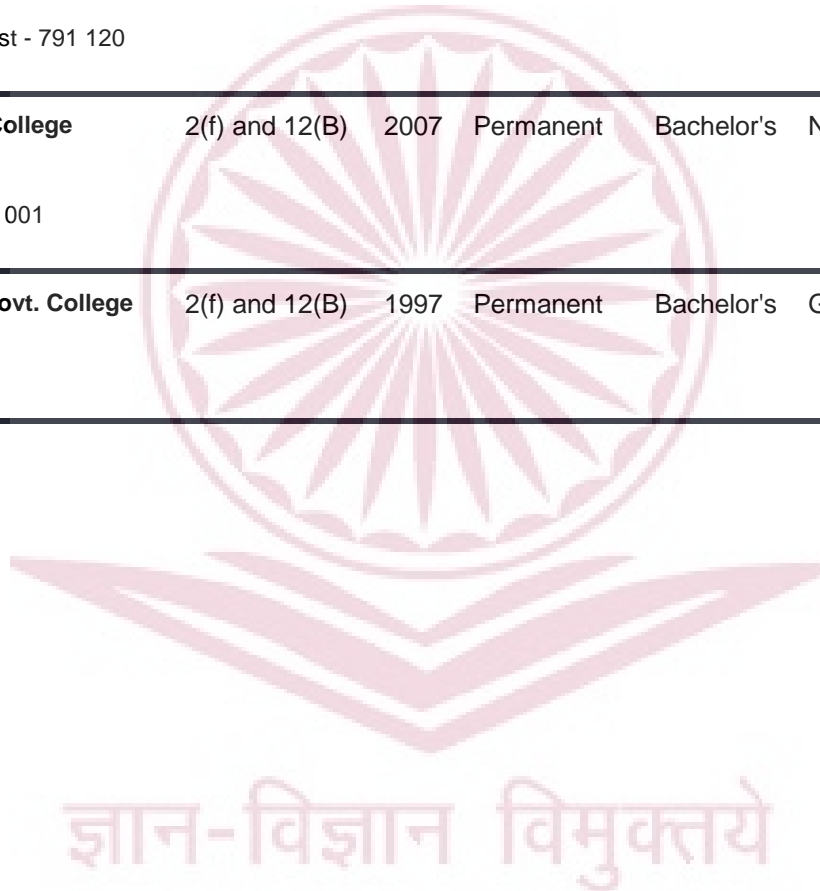 st - 791 120
College 2(f) and 12(B) 2007 Permanent Bachelor's N
001
ovt. College 2(f) and 12(B) 1997 Permanent Bachelor's G
ज्ञान-विज्ञान विमुक्तये